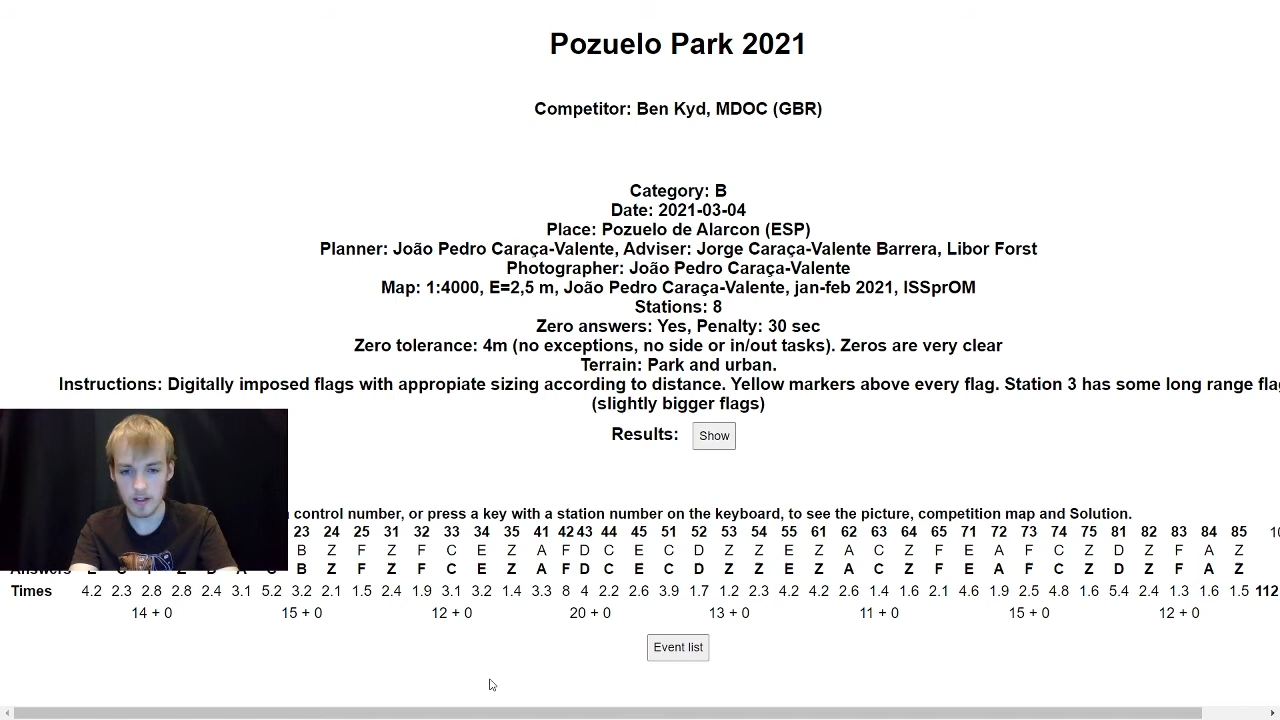 Pozuelo Park 2021
Competitor: Ben Kyd, MDOC (GBR)
Category: B
Date: 2021-03-04
Place: Pozuelo de Alarcon (ESP)
Planner: João Pedro Caraça-Valente, Adviser: Jorge Caraça-Valente Barrera, Libor Forst
Photographer: João Pedro Caraça-Valente
Map: 1:4000, E=2,5 m, João Pedro Caraça-Valente, jan-feb 2021, ISSprOM
Stations: 8
Zero answers: Yes, Penalty: 30 sec
Zero tolerance: 4m (no exceptions, no side or in/out tasks). Zeros are very clear
Terrain: Park and urban.
Instructions: Digitally imposed flags with appropiate sizing according to distance. Yellow markers above every flag. Station 3 has some long range
(slightly bigger flags)
Results: Show
control number, or press a key with a station number on the keyboard, to see the picture, competition map and Solution.
23 24 25 31 32 33 34 35 41 42 43 44 45 51 52 53 54 55 61 62 63 64 65 71 72 73 74 75 81 82 83 84 85
B Z F Z F C E Z A F D C E C D Z Z E Z A C Z F E A F C Z D Z F A Z
Answers B Z F Z F C E Z A F D C E C D Z Z E Z A C Z F E A F C Z D Z F A Z
Times 4.2 2.3 2.8 2.8 2.4 3.1 5.2 3.2 2.1 1.5 2.4 1.9 3.1 3.2 1.4 3.3 8 4 2.2 2.6 3.9 1.7 1.2 2.3 4.2 4.2 2.6 1.4 1.6 2.1 4.6 1.9 2.5 4.8 1.6 5.4 2.4 1.3 1.6 1.5 112
14 + 0 15 + 0 12 + 0 20 + 0 13 + 0 11 + 0 15 + 0 12 + 0
Event list